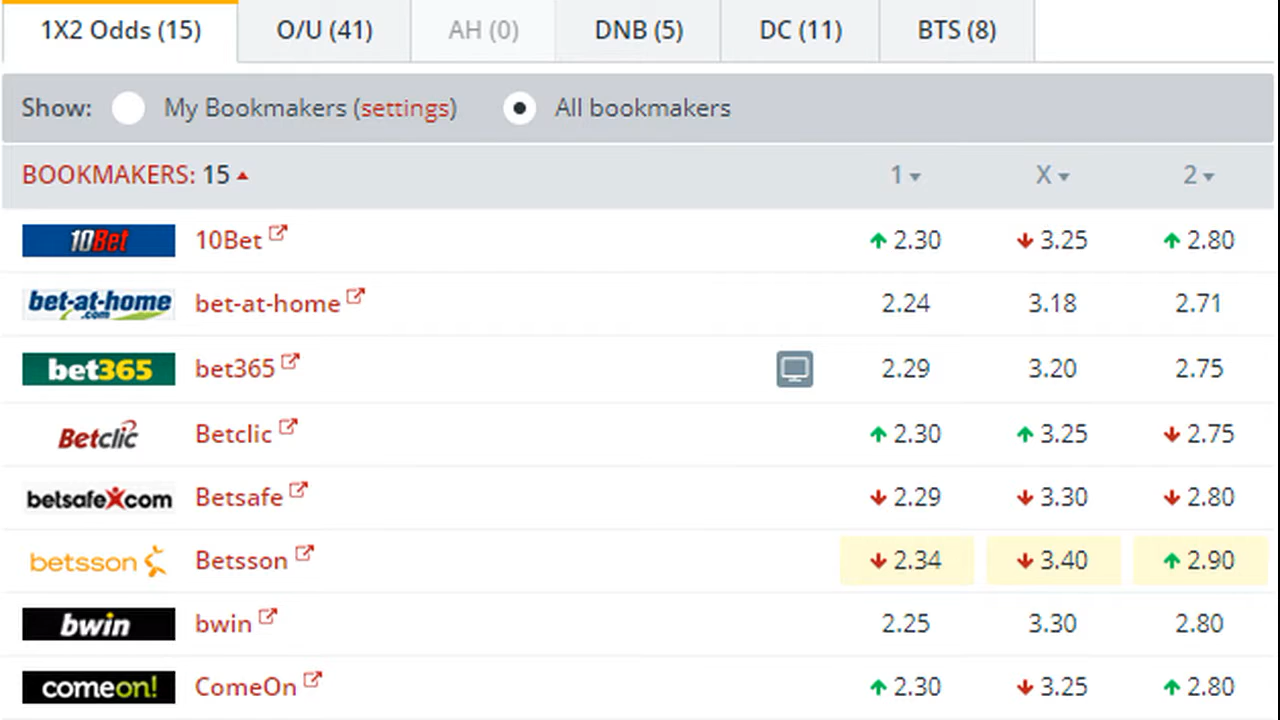 1X2 Odds (15) O/U (41) AH (0) DNB (5) DC (11) BTS (8)
Show: My Bookmakers (settings) All bookmakers
BOOKMAKERS: 15 1 X 2
10Bet 10Bet 2.30 3.25 2.80
bet-at-home .com bet-at-home 2.24 3.18 2.71
bet365 bet365 2.29 3.20 2.75
Betclic Betclic 2.30 3.25 2.75
betsafe.com Betsafe 2.29 3.30 2.80
betsson Betsson 2.34 3.40 2.90
bwin bwin 2.25 3.30 2.80
comeon! ComeOn 2.30 3.25 2.80